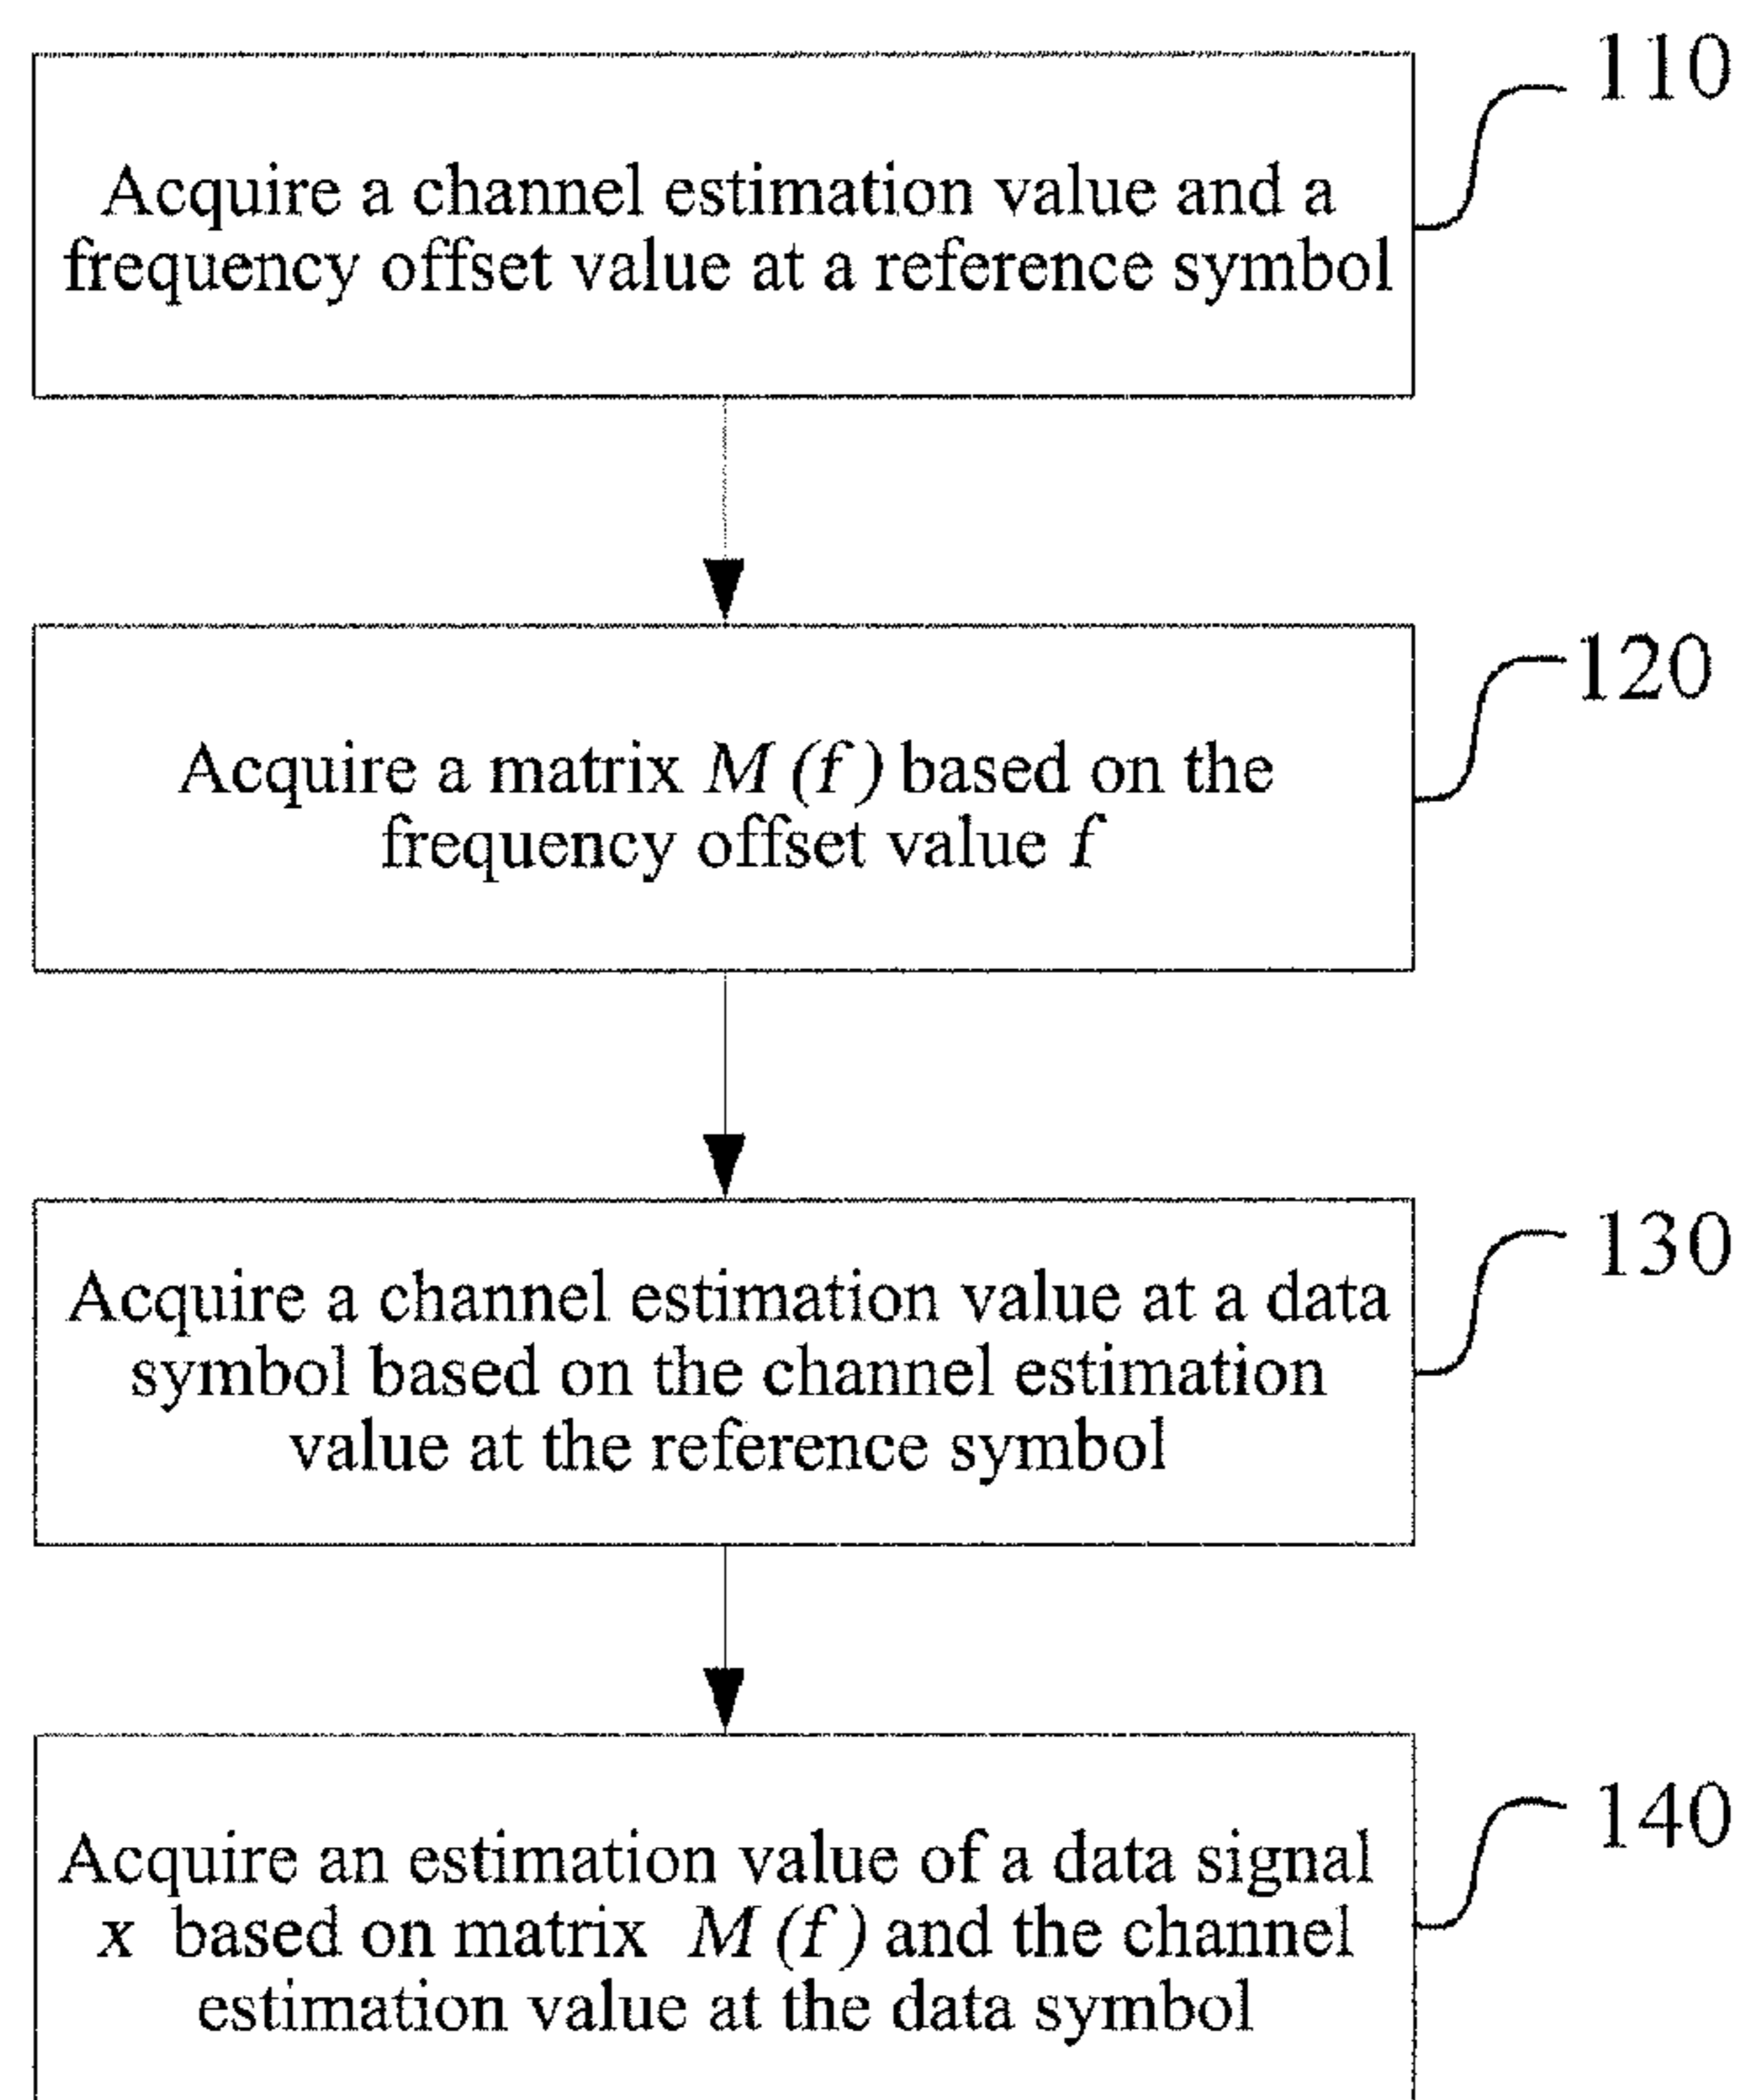 110
Acquire a channel estimation value and a
frequency offset value at a reference symbol
120
Acquire a matrix M (f) based on the
frequency offset value f
130
Acquire a channel estimation value at a data
symbol based on the channel estimation
value at the reference symbol
140
Acquire an estimation value of a data signal
x based on matrix M (f) and the channel
estimation value at the data symbol